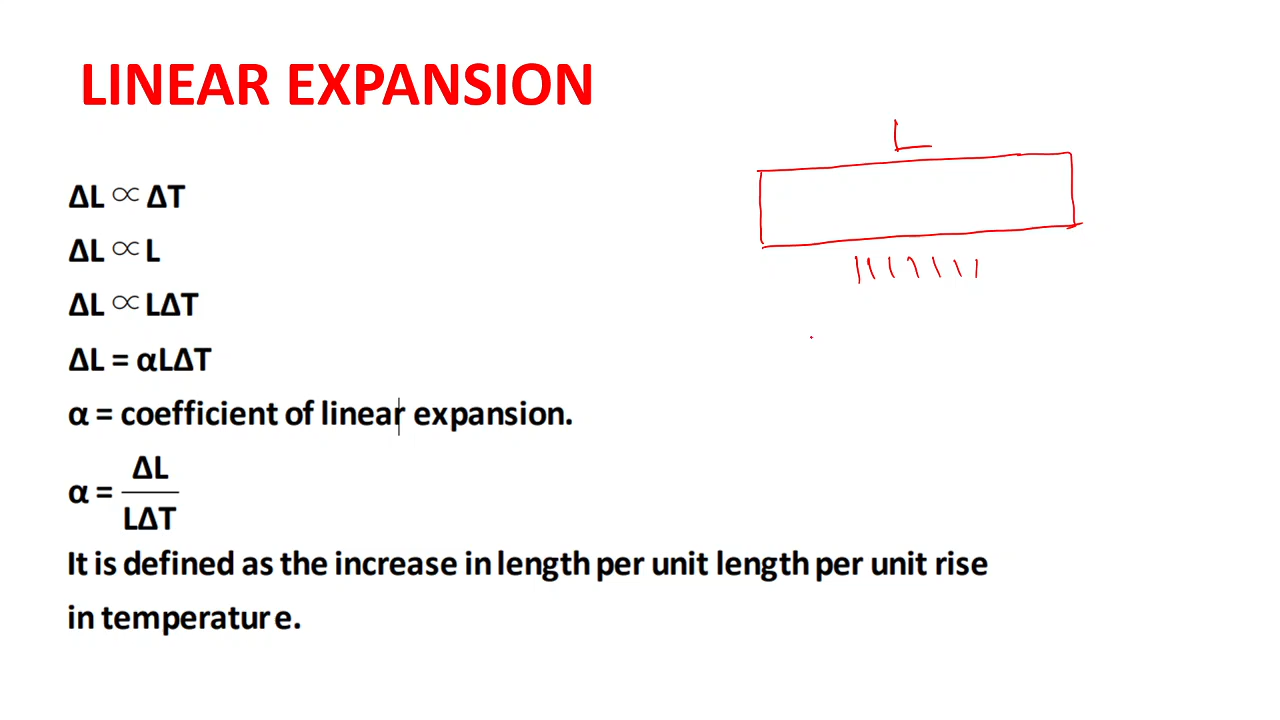 LINEAR EXPANSION
L
ΔL ∝ ΔT
ΔL ∝ L
ΔL ∝ LΔT
ΔL = αLΔT
α = coefficient of linear expansion.
α = ΔL / LΔT
It is defined as the increase in length per unit length per unit rise
in temperature.